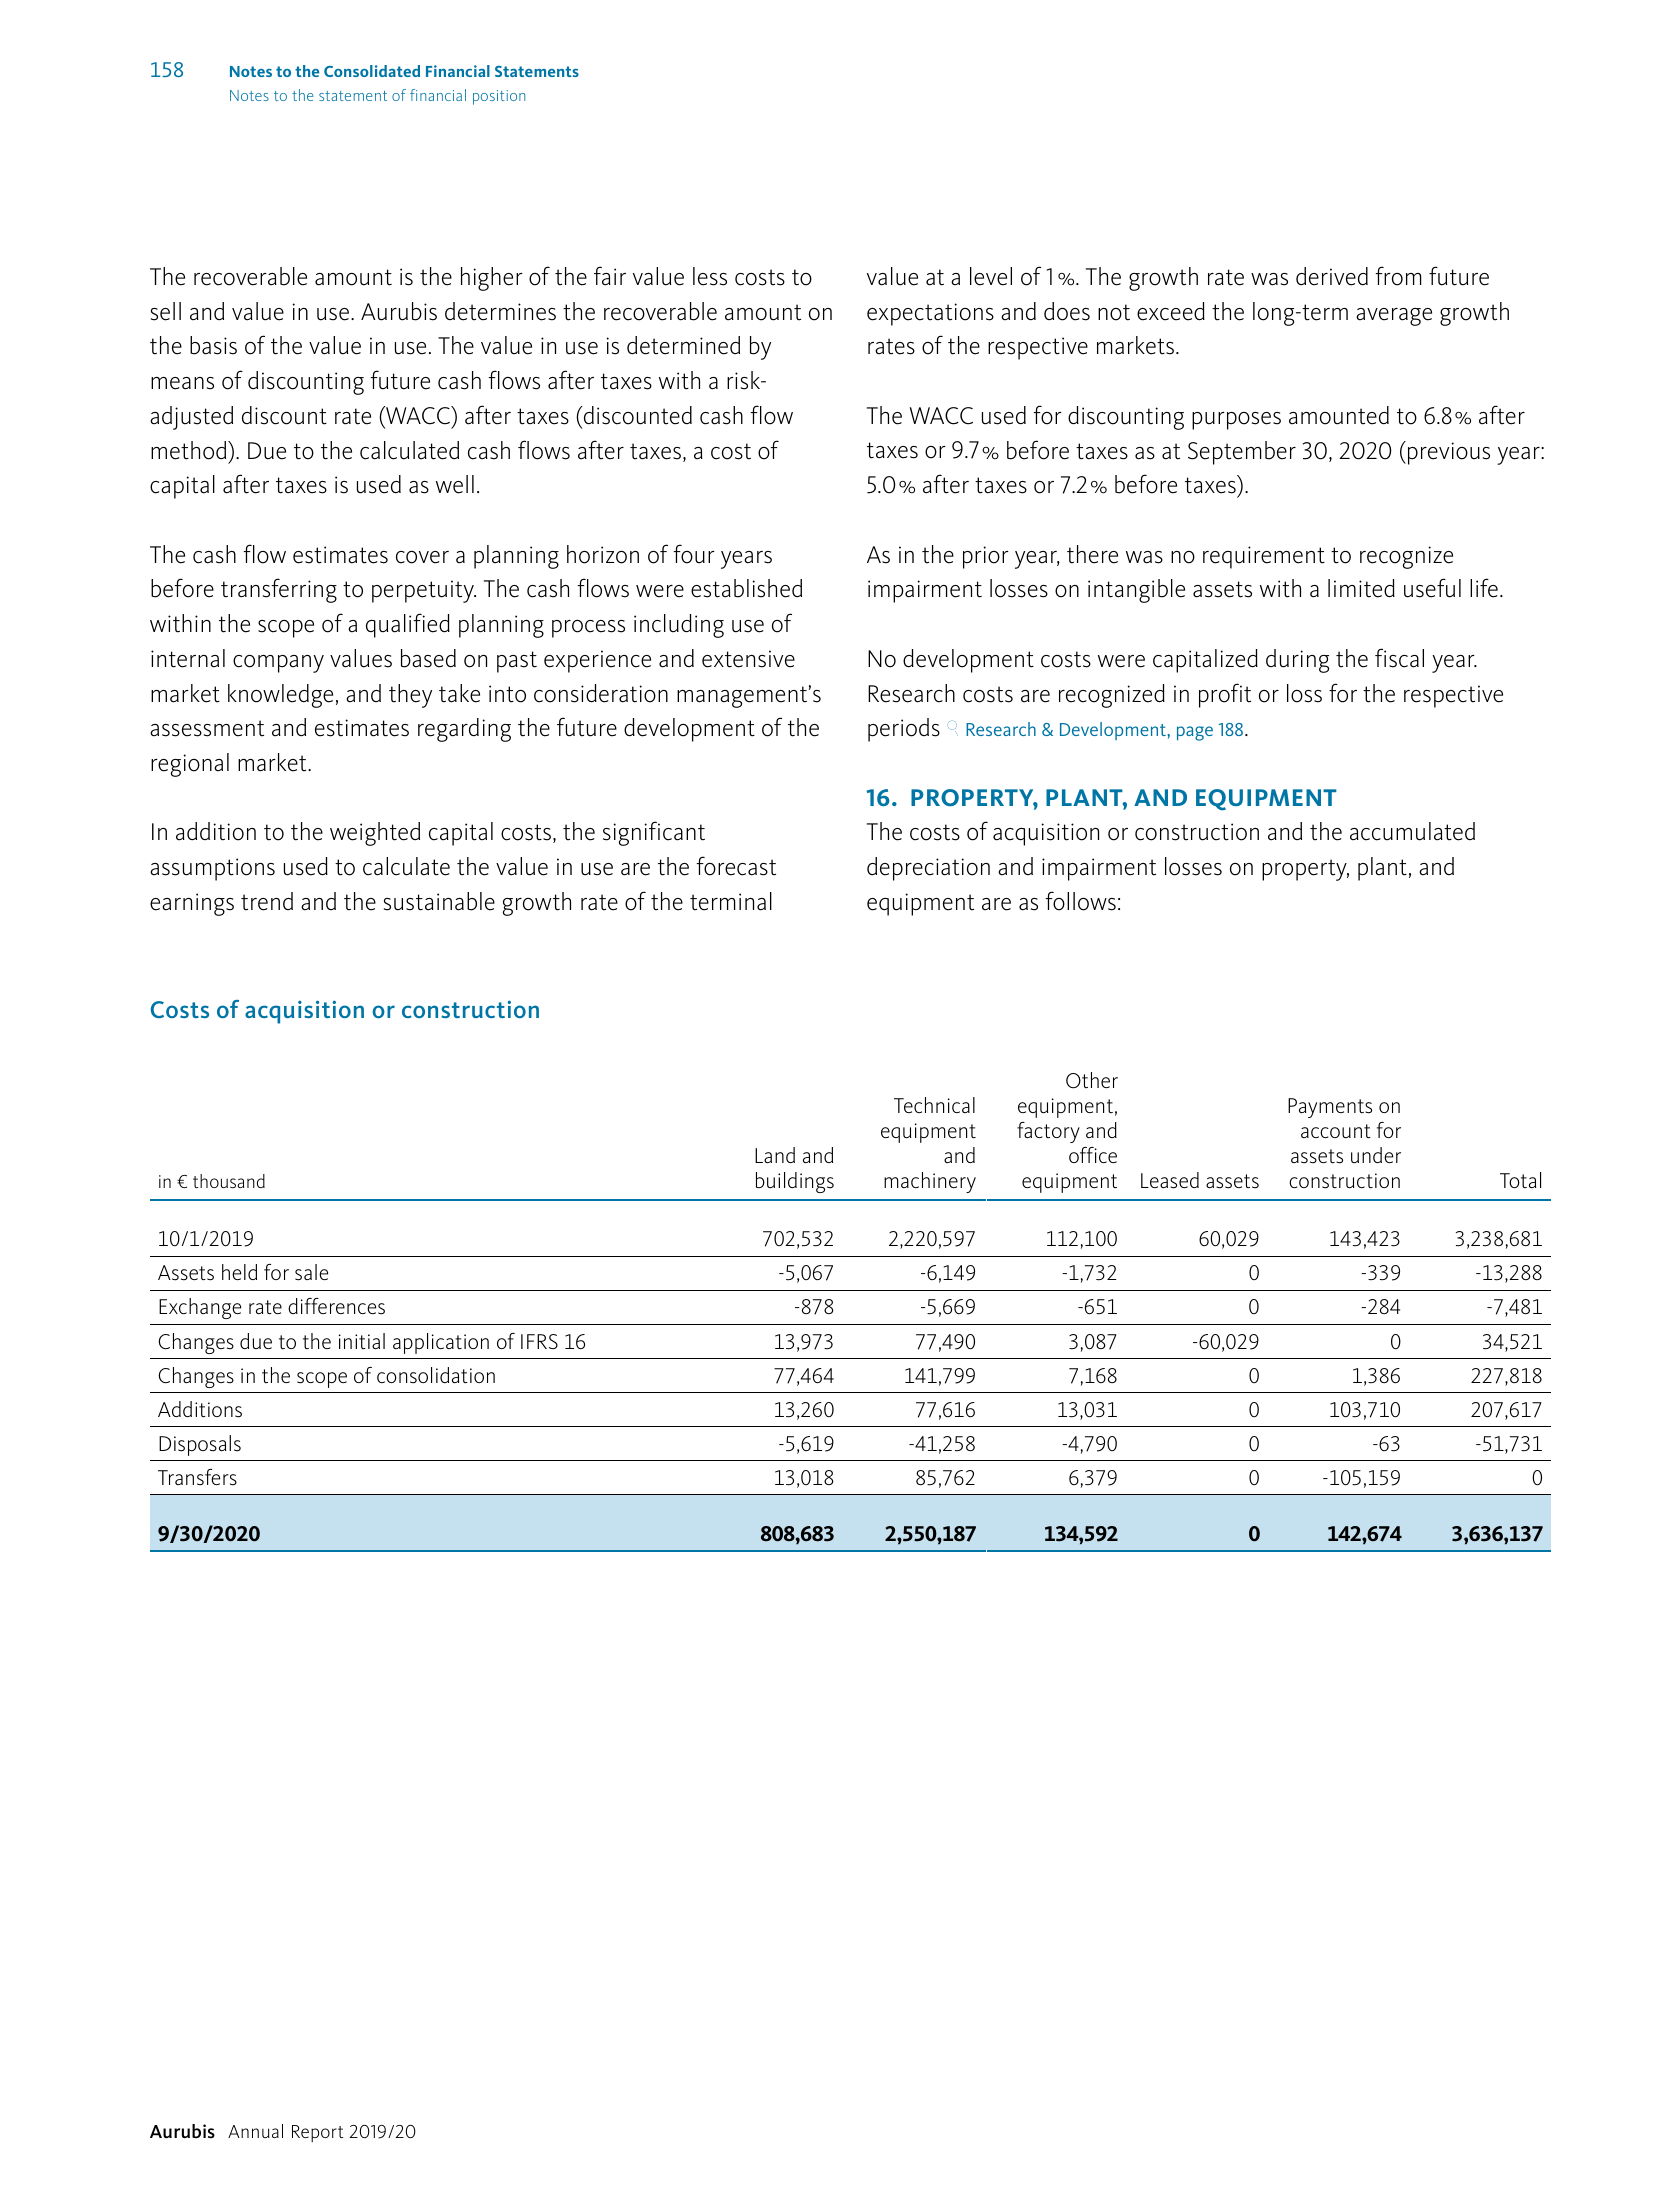 158
Notes to the Consolidated Financial Statements
Notes to the statement of financial position
The recoverable amount is the higher of the fair value less costs to
sell and value in use. Aurubis determines the recoverable amount on
the basis of the value in use. The value in use is determined by
means of discounting future cash flows after taxes with a risk-
adjusted discount rate (WACC) after taxes (discounted cash flow
method). Due to the calculated cash flows after taxes, a cost of
capital after taxes is used as well.
The cash flow estimates cover a planning horizon of four years
before transferring to perpetuity. The cash flows were established
within the scope of a qualified planning process including use of
internal company values based on past experience and extensive
market knowledge, and they take into consideration management’s
assessment and estimates regarding the future development of the
regional market.
In addition to the weighted capital costs, the significant
assumptions used to calculate the value in use are the forecast
earnings trend and the sustainable growth rate of the terminal
value at a level of 1 %. The growth rate was derived from future
expectations and does not exceed the long-term average growth
rates of the respective markets.
The WACC used for discounting purposes amounted to 6.8 % after
taxes or 9.7 % before taxes as at September 30, 2020 (previous year:
5.0 % after taxes or 7.2 % before taxes).
As in the prior year, there was no requirement to recognize
impairment losses on intangible assets with a limited useful life.
No development costs were capitalized during the fiscal year.
Research costs are recognized in profit or loss for the respective
periods Research & Development, page 188.
16. PROPERTY, PLANT, AND EQUIPMENT
The costs of acquisition or construction and the accumulated
depreciation and impairment losses on property, plant, and
equipment are as follows:
Costs of acquisition or construction
Other
Technical equipment, Payments on
equipment factory and account for
Land and and office assets under
in € thousand buildings machinery equipment Leased assets construction Total
10/1/2019 702,532 2,220,597 112,100 60,029 143,423 3,238,681
Assets held for sale -5,067 -6,149 -1,732 0 -339 -13,288
Exchange rate differences -878 -5,669 -651 0 -284 -7,481
Changes due to the initial application of IFRS 16 13,973 77,490 3,087 -60,029 0 34,521
Changes in the scope of consolidation 77,464 141,799 7,168 0 1,386 227,818
Additions 13,260 77,616 13,031 0 103,710 207,617
Disposals -5,619 -41,258 -4,790 0 -63 -51,731
Transfers 13,018 85,762 6,379 0 -105,159 0
9/30/2020 808,683 2,550,187 134,592 0 142,674 3,636,137
Aurubis Annual Report 2019/20